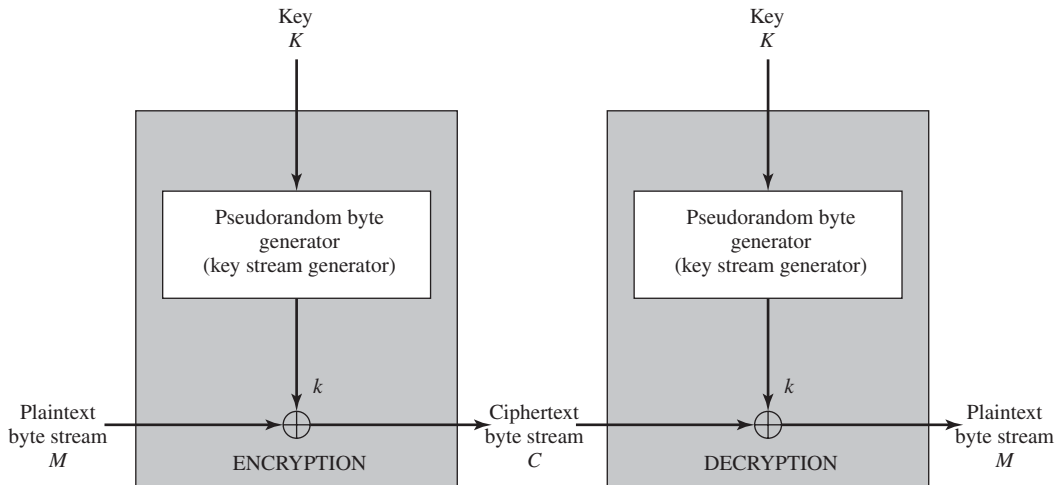 Key
K
Key
K
Pseudorandom byte
generator
(key stream generator)
Pseudorandom byte
generator
(key stream generator)
k
k
Plaintext
byte stream
M
ENCRYPTION
Ciphertext
byte stream
C
DECRYPTION
Plaintext
byte stream
M